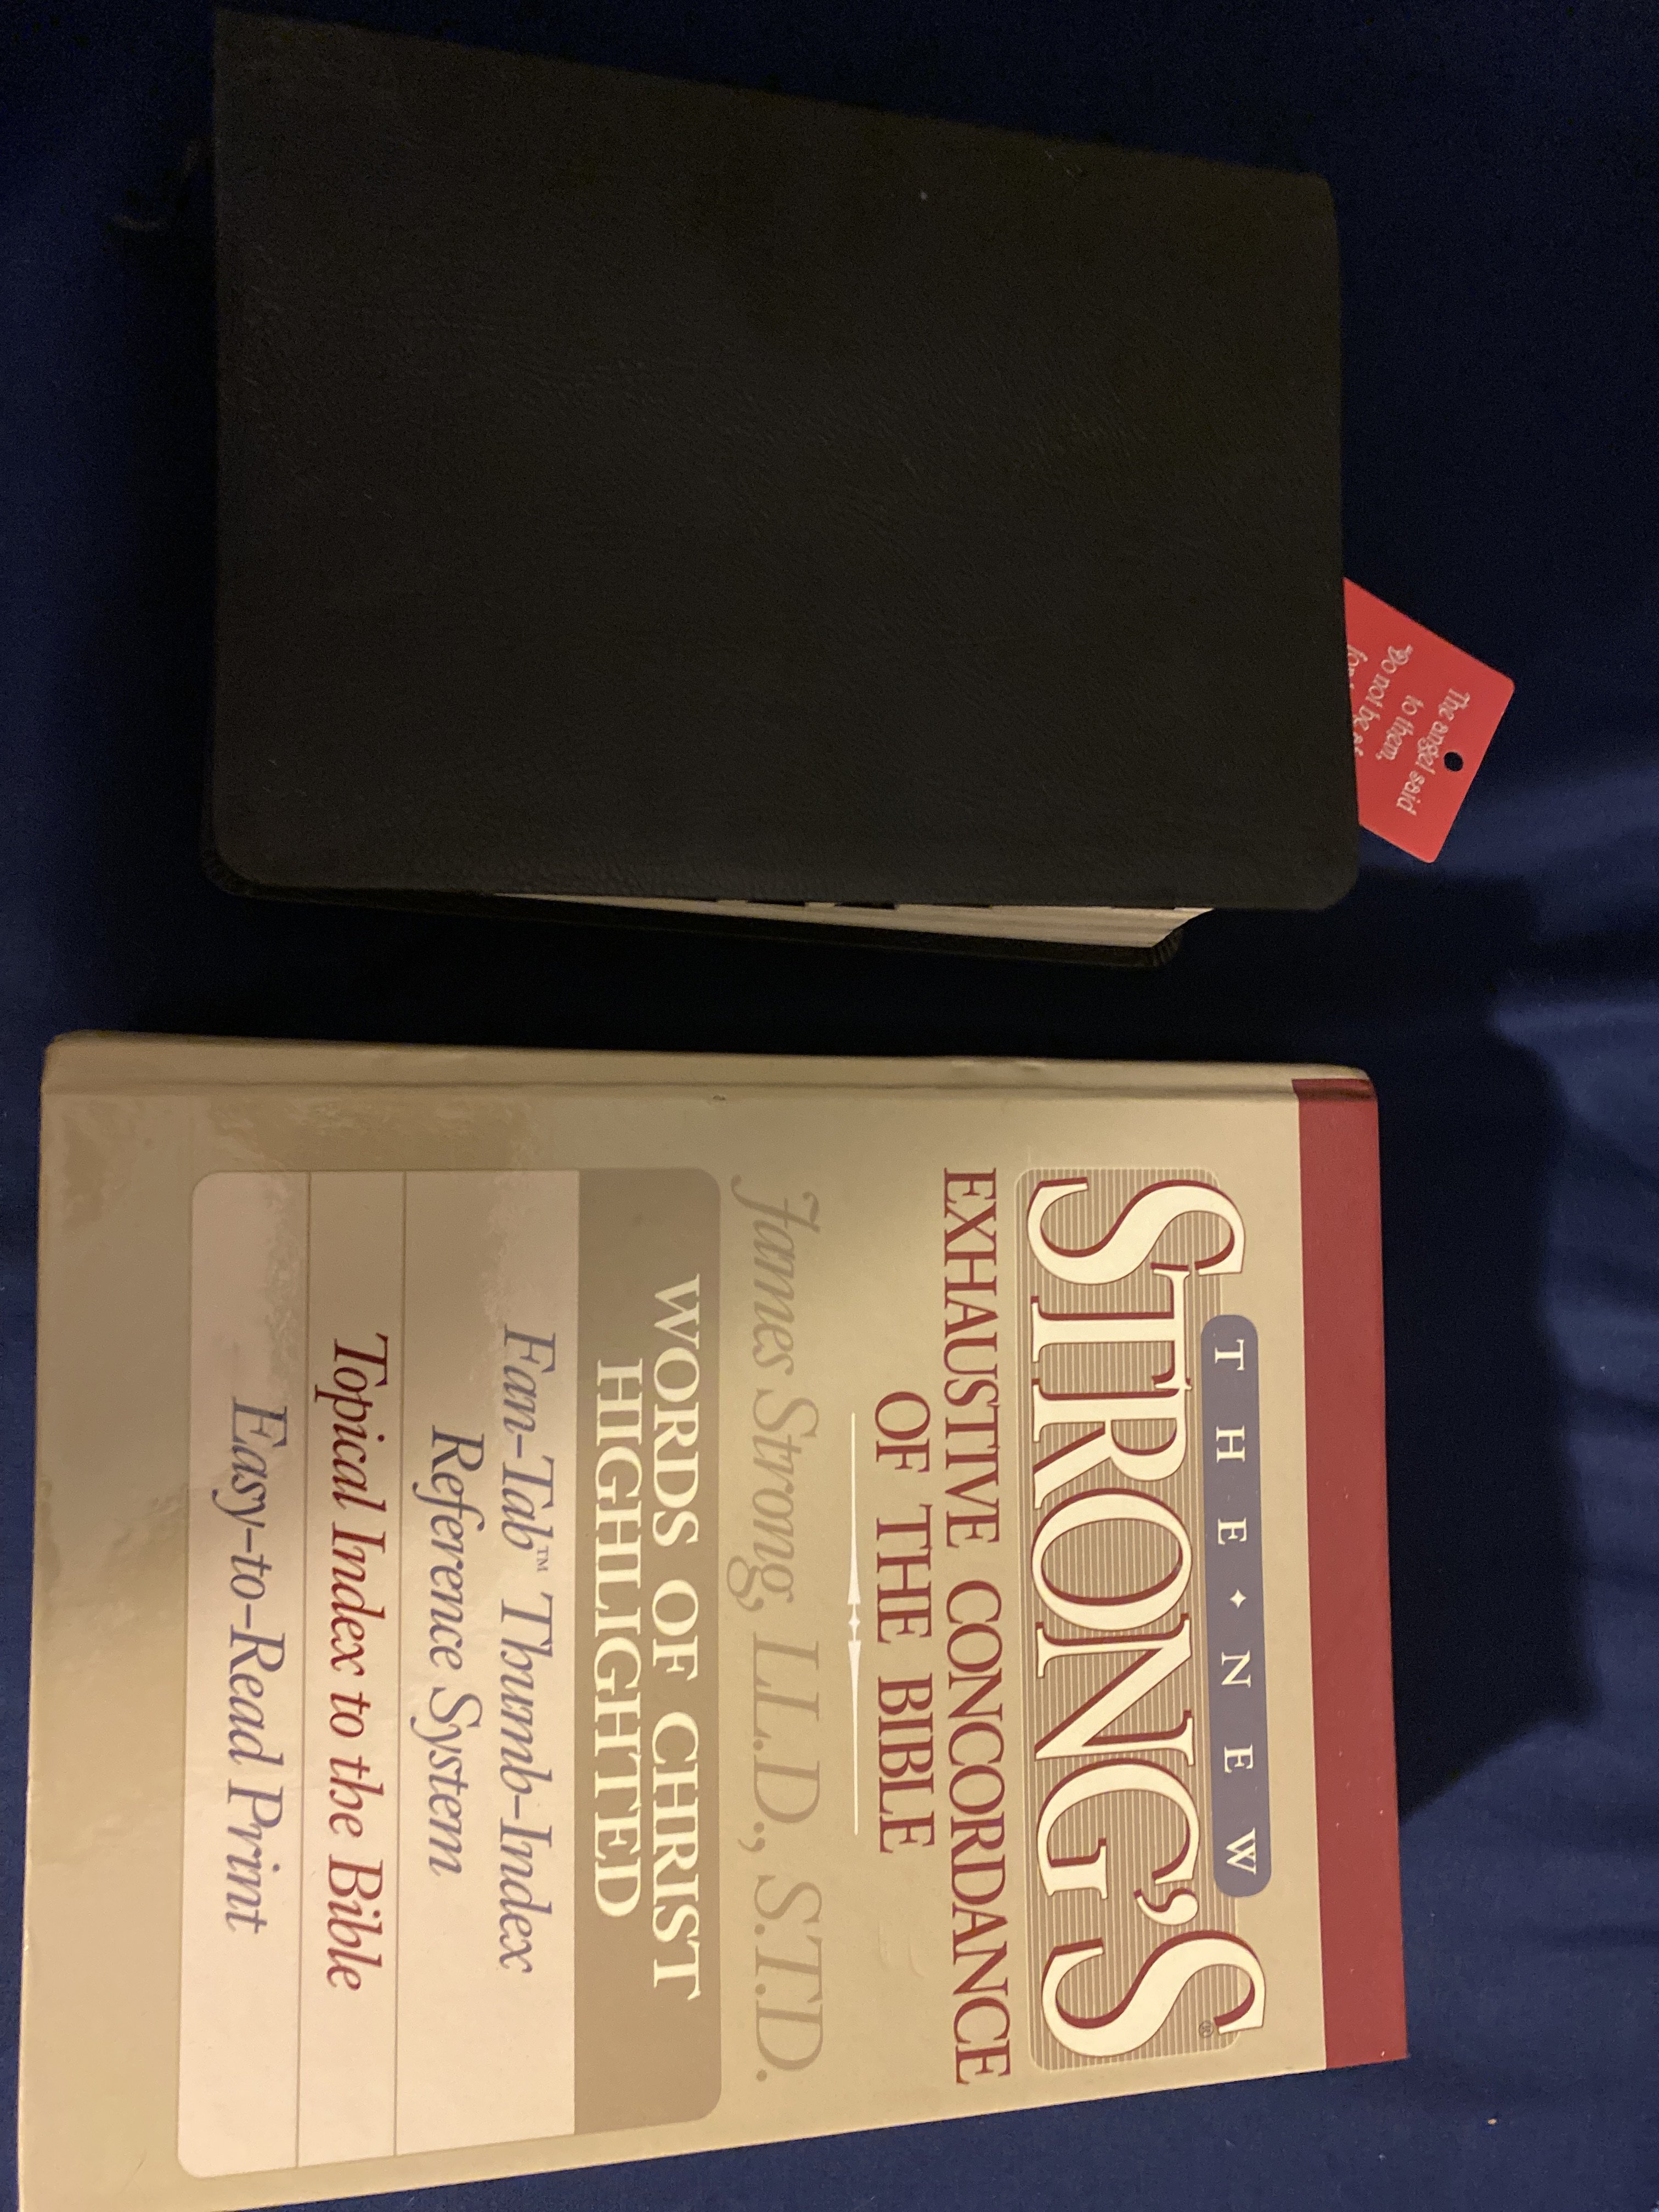 The angel said
to them,
"Do not be
for
THE NEW
STRONG'S®
EXHAUSTIVE CONCORDANCE
OF THE BIBLE
James Strong, LL.D., S.T.D.
WORDS OF CHRIST
HIGHLIGHTED
Fan-Tab™ Thumb-Index
Reference System
Topical Index to the Bible
Easy-to-Read Print